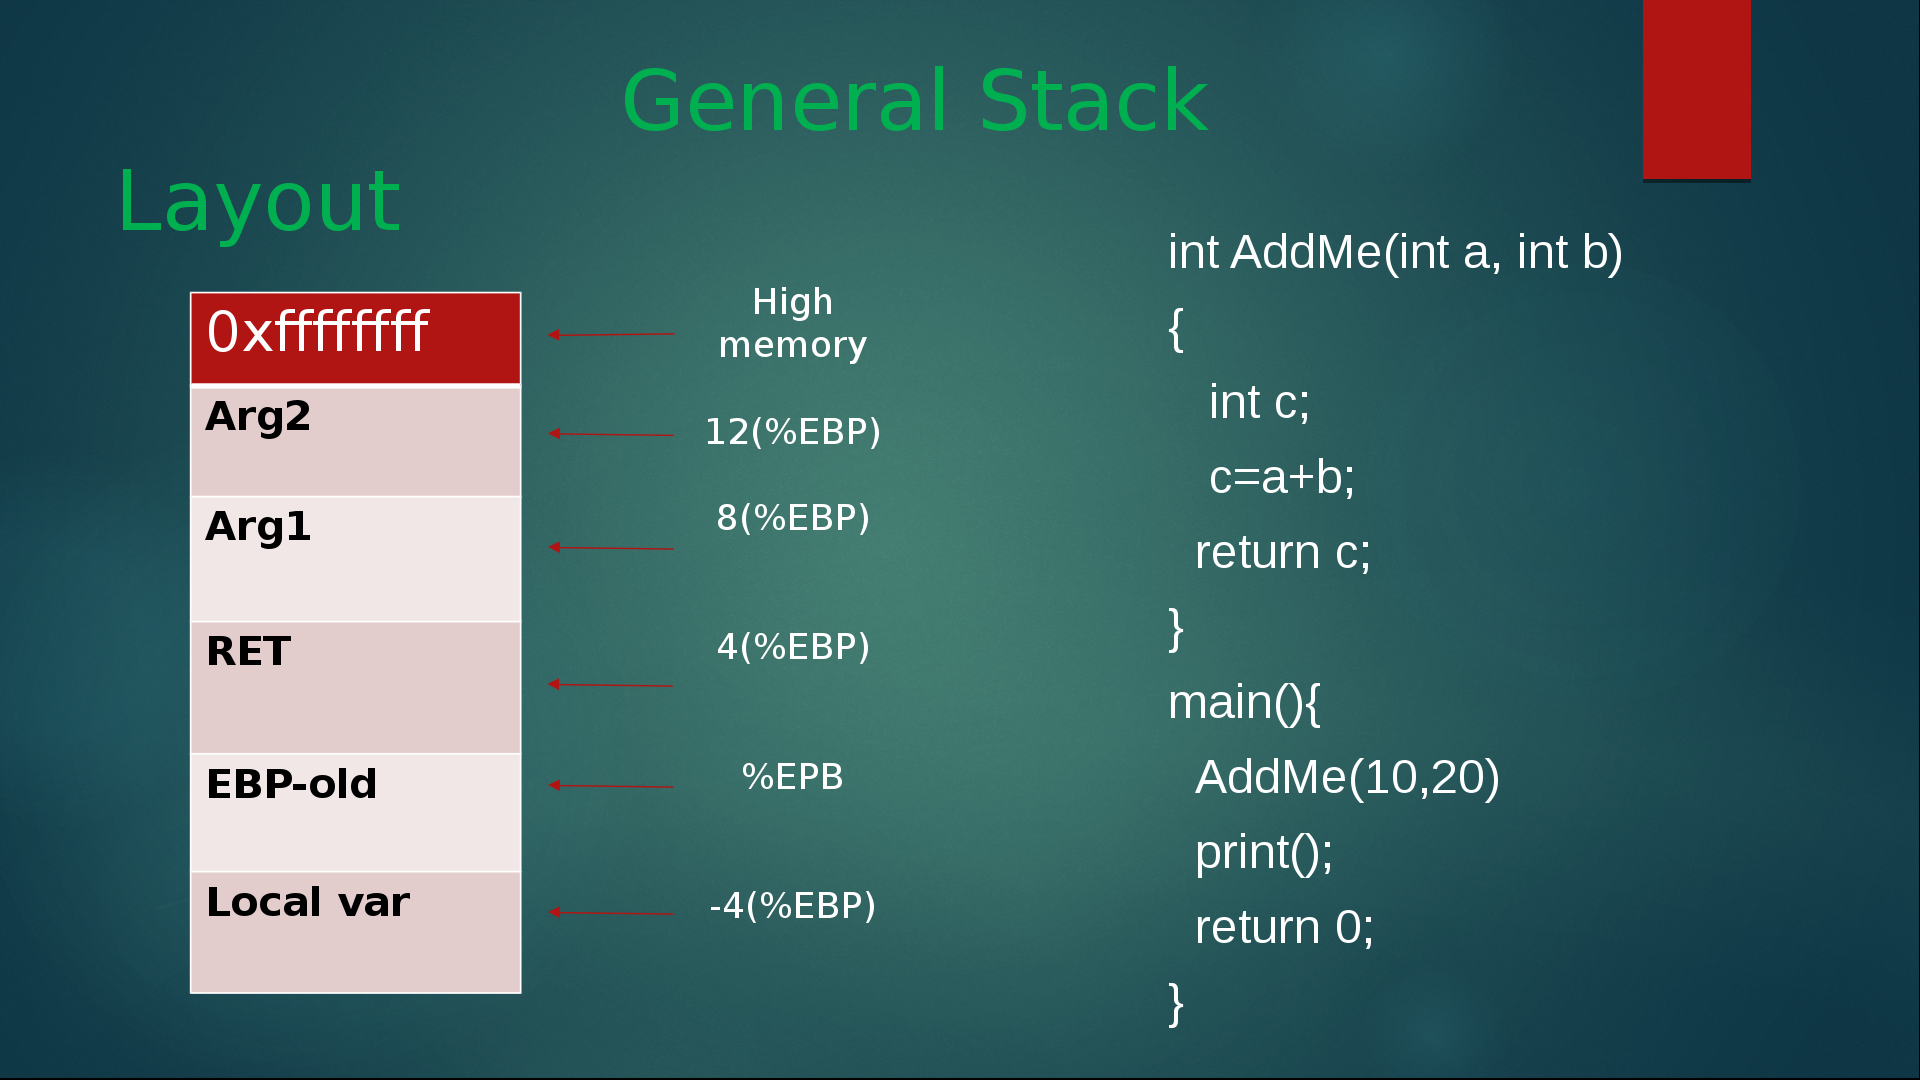 General Stack
Layout
0xffffffff
Arg2
Arg1
RET
EBP-old
Local var
High
memory
12(%EBP)
8(%EBP)
4(%EBP)
%EPB
-4(%EBP)
int AddMe(int a, int b)
{
int c;
c=a+b;
return c;
}
main(){
AddMe(10,20)
print();
return 0;
}